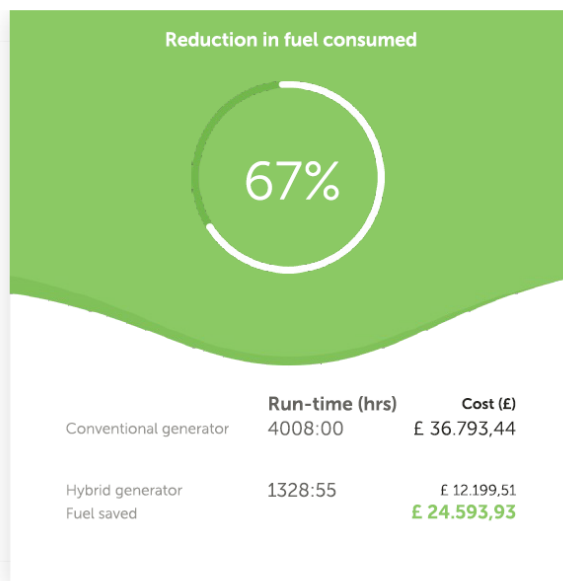 Reduction in fuel consumed
67%
Run-time (hrs) Cost (£)
Conventional generator 4008:00 £ 36.793,44
Hybrid generator 1328:55 £ 12.199,51
Fuel saved £ 24.593,93